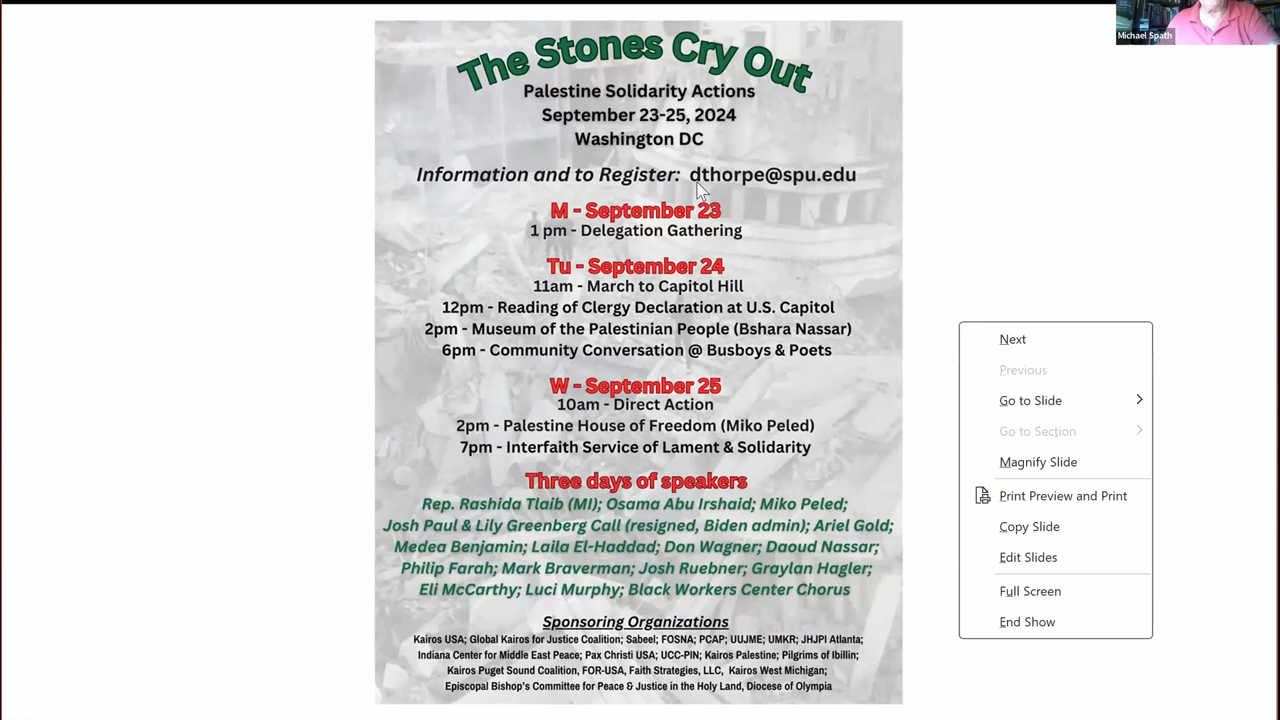 Michael Spath
The Stones Cry Out
Palestine Solidarity Actions
September 23-25, 2024
Washington DC
Information and to Register: dthorpe@spu.edu
M - September 23
1 pm - Delegation Gathering
Tu - September 24
11am - March to Capitol Hill
12pm - Reading of Clergy Declaration at U.S. Capitol
2pm - Museum of the Palestinian People (Bshara Nassar)
6pm - Community Conversation @ Busboys & Poets
W - September 25
10am - Direct Action
2pm - Palestine House of Freedom (Miko Peled)
7pm - Interfaith Service of Lament & Solidarity
Three days of speakers
Rep. Rashida Tlaib (MI); Osama Abu Irshaid; Miko Peled;
Josh Paul & Lily Greenberg Call (resigned, Biden admin); Ariel Gold;
Medea Benjamin; Laila El-Haddad; Don Wagner; Daoud Nassar;
Philip Farah; Mark Braverman; Josh Ruebner; Graylan Hagler;
Eli McCarthy; Luci Murphy; Black Workers Center Chorus
Sponsoring Organizations
Kairos USA; Global Kairos for Justice Coalition; Sabeel; FOSNA; PCAP; UUJME; UMKR; JHJPI Atlanta;
Indiana Center for Middle East Peace; Pax Christi USA; UCC-PIN; Kairos Palestine; Pilgrims of Ibillin;
Kairos Puget Sound Coalition, FOR-USA, Faith Strategies, LLC, Kairos West Michigan;
Episcopal Bishop's Committee for Peace & Justice in the Holy Land, Diocese of Olympia
Next
Previous
Go to Slide
Go to Section
Magnify Slide
Print Preview and Print
Copy Slide
Edit Slides
Full Screen
End Show